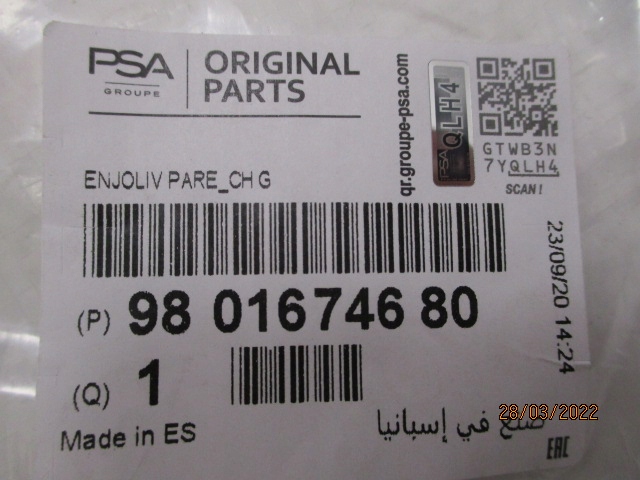 PSA
GROUPE
ORIGINAL
PARTS
qr.groupe-psa.com
PSA QLH4
GTWB3N
7YQLH4
SCAN!
ENJOLIV PARE_CH G
23/09/20 14:24
(P) 98 016746 80
(Q) 1
Made in ES
صنع في إسبانيا
EAC
28/03/2022